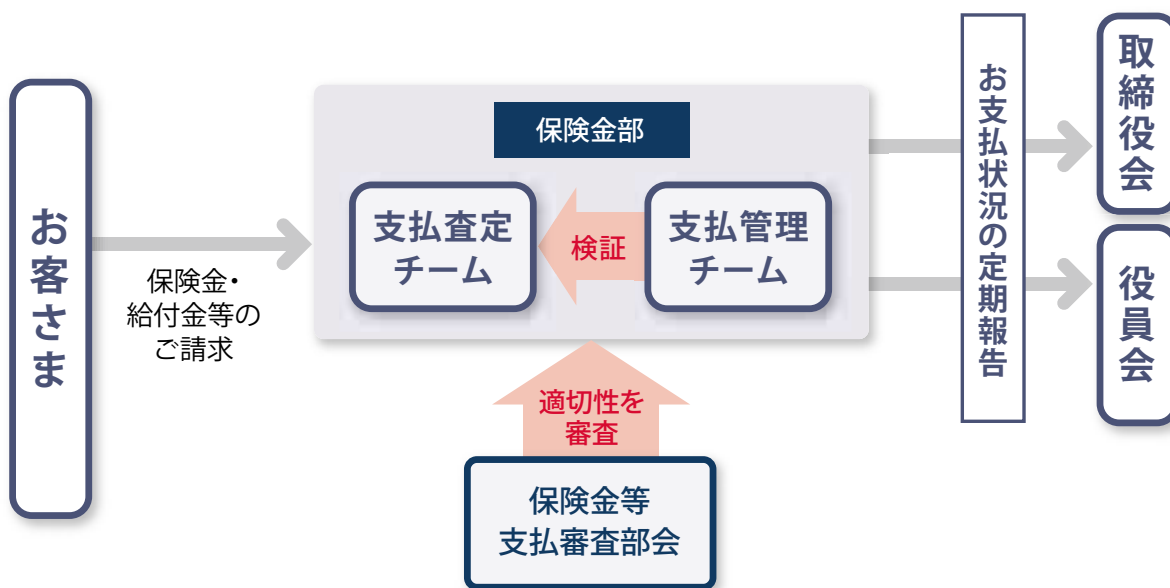 お客さま
保険金・
給付金等の
ご請求
保険金部
支払査定
チーム
検証
支払管理
チーム
適切性を
審査
保険金等
支払審査部会
お支払状況の定期報告
取締役会
役員会